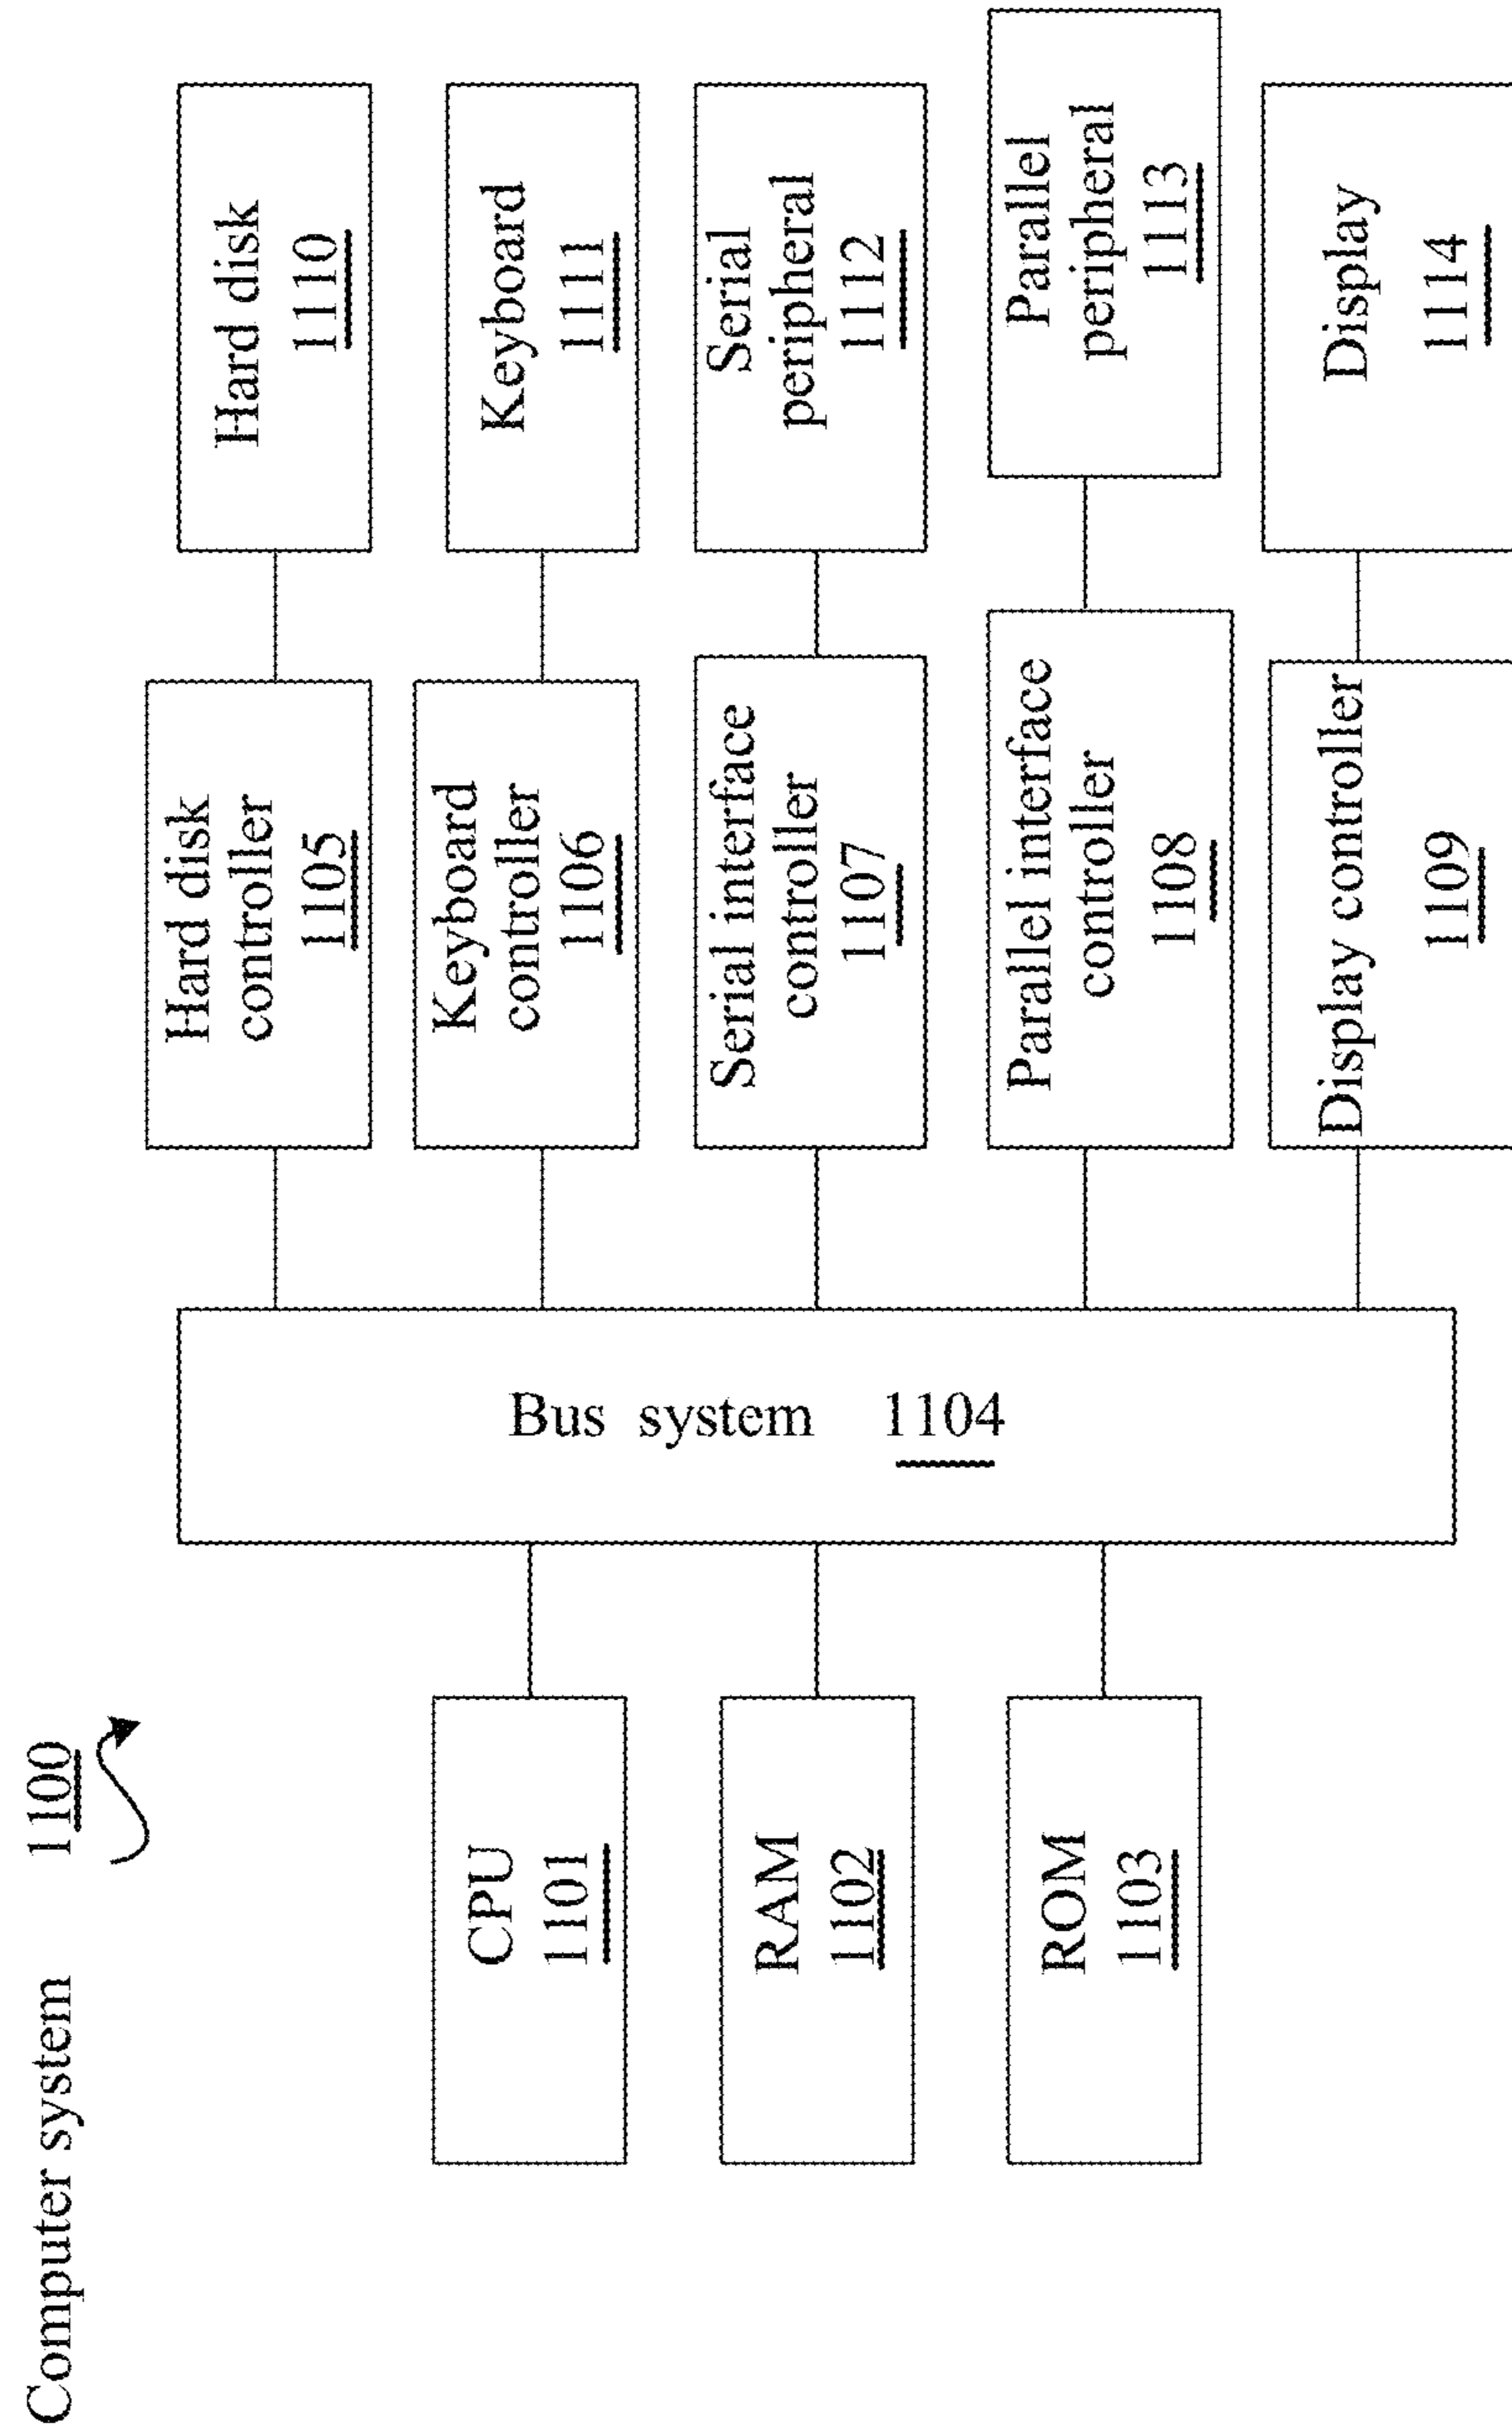 Computer system 1100
CPU
1101
RAM
1102
ROM
1103
Bus system 1104
Hard disk
controller
1105
Keyboard
controller
1106
Serial interface
controller
1107
Parallel interface
controller
1108
Display controller
1109
Hard disk
1110
Keyboard
1111
Serial
peripheral
1112
Parallel
peripheral
1113
Display
1114